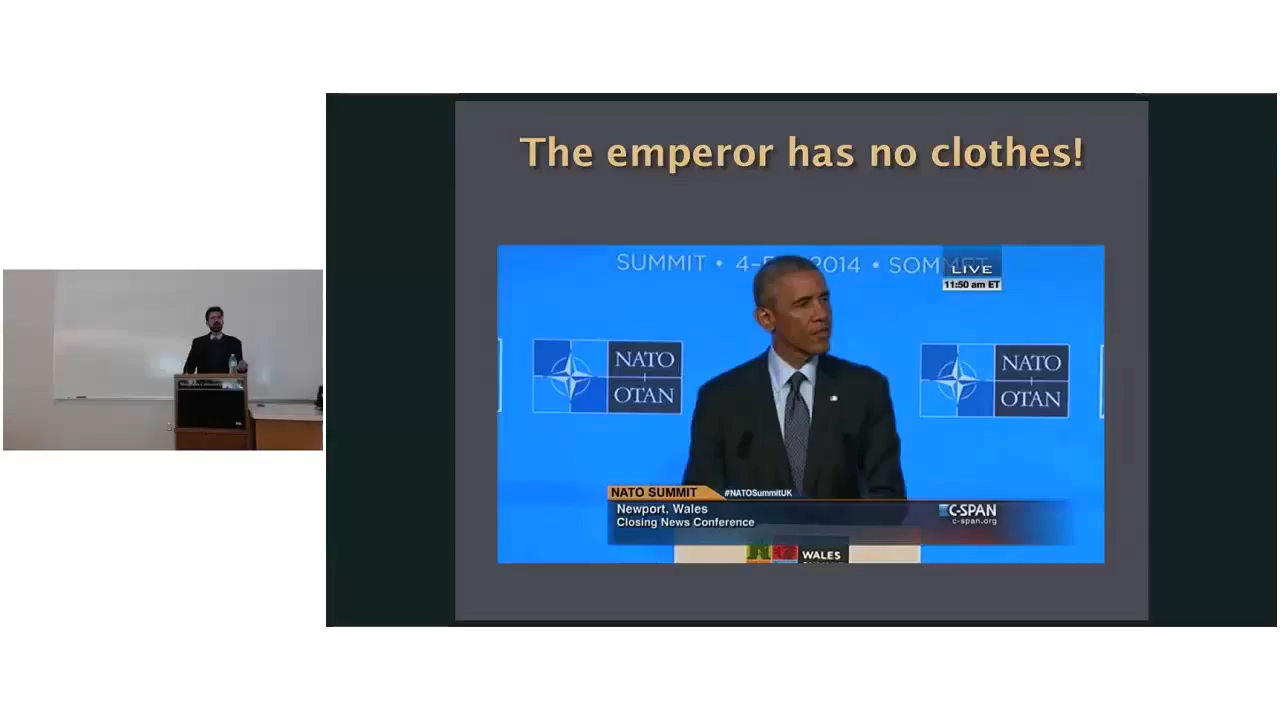 The emperor has no clothes!
SUMMIT • 4-5 2014 • SOMMET
LIVE
11:50 am ET
NATO
OTAN
NATO
OTAN
NATO SUMMIT
#NATOSummitUK
Newport, Wales
Closing News Conference
C-SPAN
c-span.org
WALES